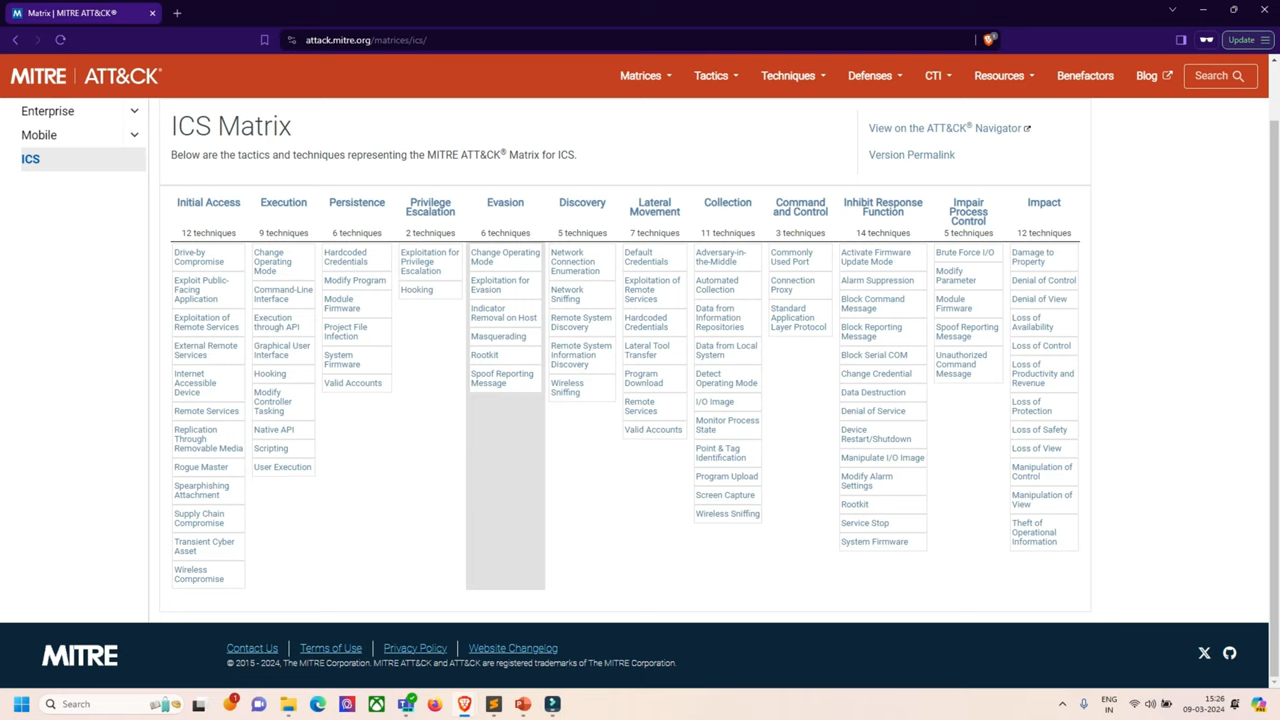 Matrix | MITRE ATT&CK®
attack.mitre.org/matrices/ics/
Update
MITRE | ATT&CK®
Matrices
Tactics
Techniques
Defenses
CTI
Resources
Benefactors
Blog
Search
Enterprise
Mobile
ICS
ICS Matrix
Below are the tactics and techniques representing the MITRE ATT&CK® Matrix for ICS.
View on the ATT&CK® Navigator
Version Permalink
Initial Access
12 techniques
Drive-by
Compromise
Exploit Public-
Facing
Application
Exploitation of
Remote Services
External Remote
Services
Internet
Accessible
Device
Remote Services
Replication
Through
Removable Media
Rogue Master
Spearphishing
Attachment
Supply Chain
Compromise
Transient Cyber
Asset
Wireless
Compromise
Execution
9 techniques
Change
Operating
Mode
Command-Line
Interface
Execution
through API
Graphical User
Interface
Hooking
Modify
Controller
Tasking
Native API
Scripting
User Execution
Persistence
6 techniques
Hardcoded
Credentials
Modify Program
Module
Firmware
Project File
Infection
System
Firmware
Valid Accounts
Privilege
Escalation
2 techniques
Exploitation for
Privilege
Escalation
Hooking
Evasion
6 techniques
Change Operating
Mode
Exploitation for
Evasion
Indicator
Removal on Host
Masquerading
Rootkit
Spoof Reporting
Message
Discovery
5 techniques
Network
Connection
Enumeration
Network
Sniffing
Remote System
Discovery
Remote System
Information
Discovery
Wireless
Sniffing
Lateral
Movement
7 techniques
Default
Credentials
Exploitation of
Remote
Services
Hardcoded
Credentials
Lateral Tool
Transfer
Program
Download
Remote
Services
Valid Accounts
Collection
11 techniques
Adversary-in-
the-Middle
Automated
Collection
Data from
Information
Repositories
Data from Local
System
Detect
Operating Mode
I/O Image
Monitor Process
State
Point & Tag
Identification
Program Upload
Screen Capture
Wireless Sniffing
Command
and Control
3 techniques
Commonly
Used Port
Connection
Proxy
Standard
Application
Layer Protocol
Inhibit Response
Function
14 techniques
Activate Firmware
Update Mode
Alarm Suppression
Block Command
Message
Block Reporting
Message
Block Serial COM
Change Credential
Data Destruction
Denial of Service
Device
Restart/Shutdown
Manipulate I/O Image
Modify Alarm
Settings
Rootkit
Service Stop
System Firmware
Impair
Process
Control
5 techniques
Brute Force I/O
Modify
Parameter
Module
Firmware
Spoof Reporting
Message
Unauthorized
Command
Message
Impact
12 techniques
Damage to
Property
Denial of Control
Denial of View
Loss of
Availability
Loss of Control
Loss of
Productivity and
Revenue
Loss of
Protection
Loss of Safety
Loss of View
Manipulation of
Control
Manipulation of
View
Theft of
Operational
Information
MITRE
Contact Us
Terms of Use
Privacy Policy
Website Changelog
© 2015 - 2024, The MITRE Corporation. MITRE ATT&CK and ATT&CK are registered trademarks of The MITRE Corporation.
Search
ENG
IN
15:26
09-03-2024